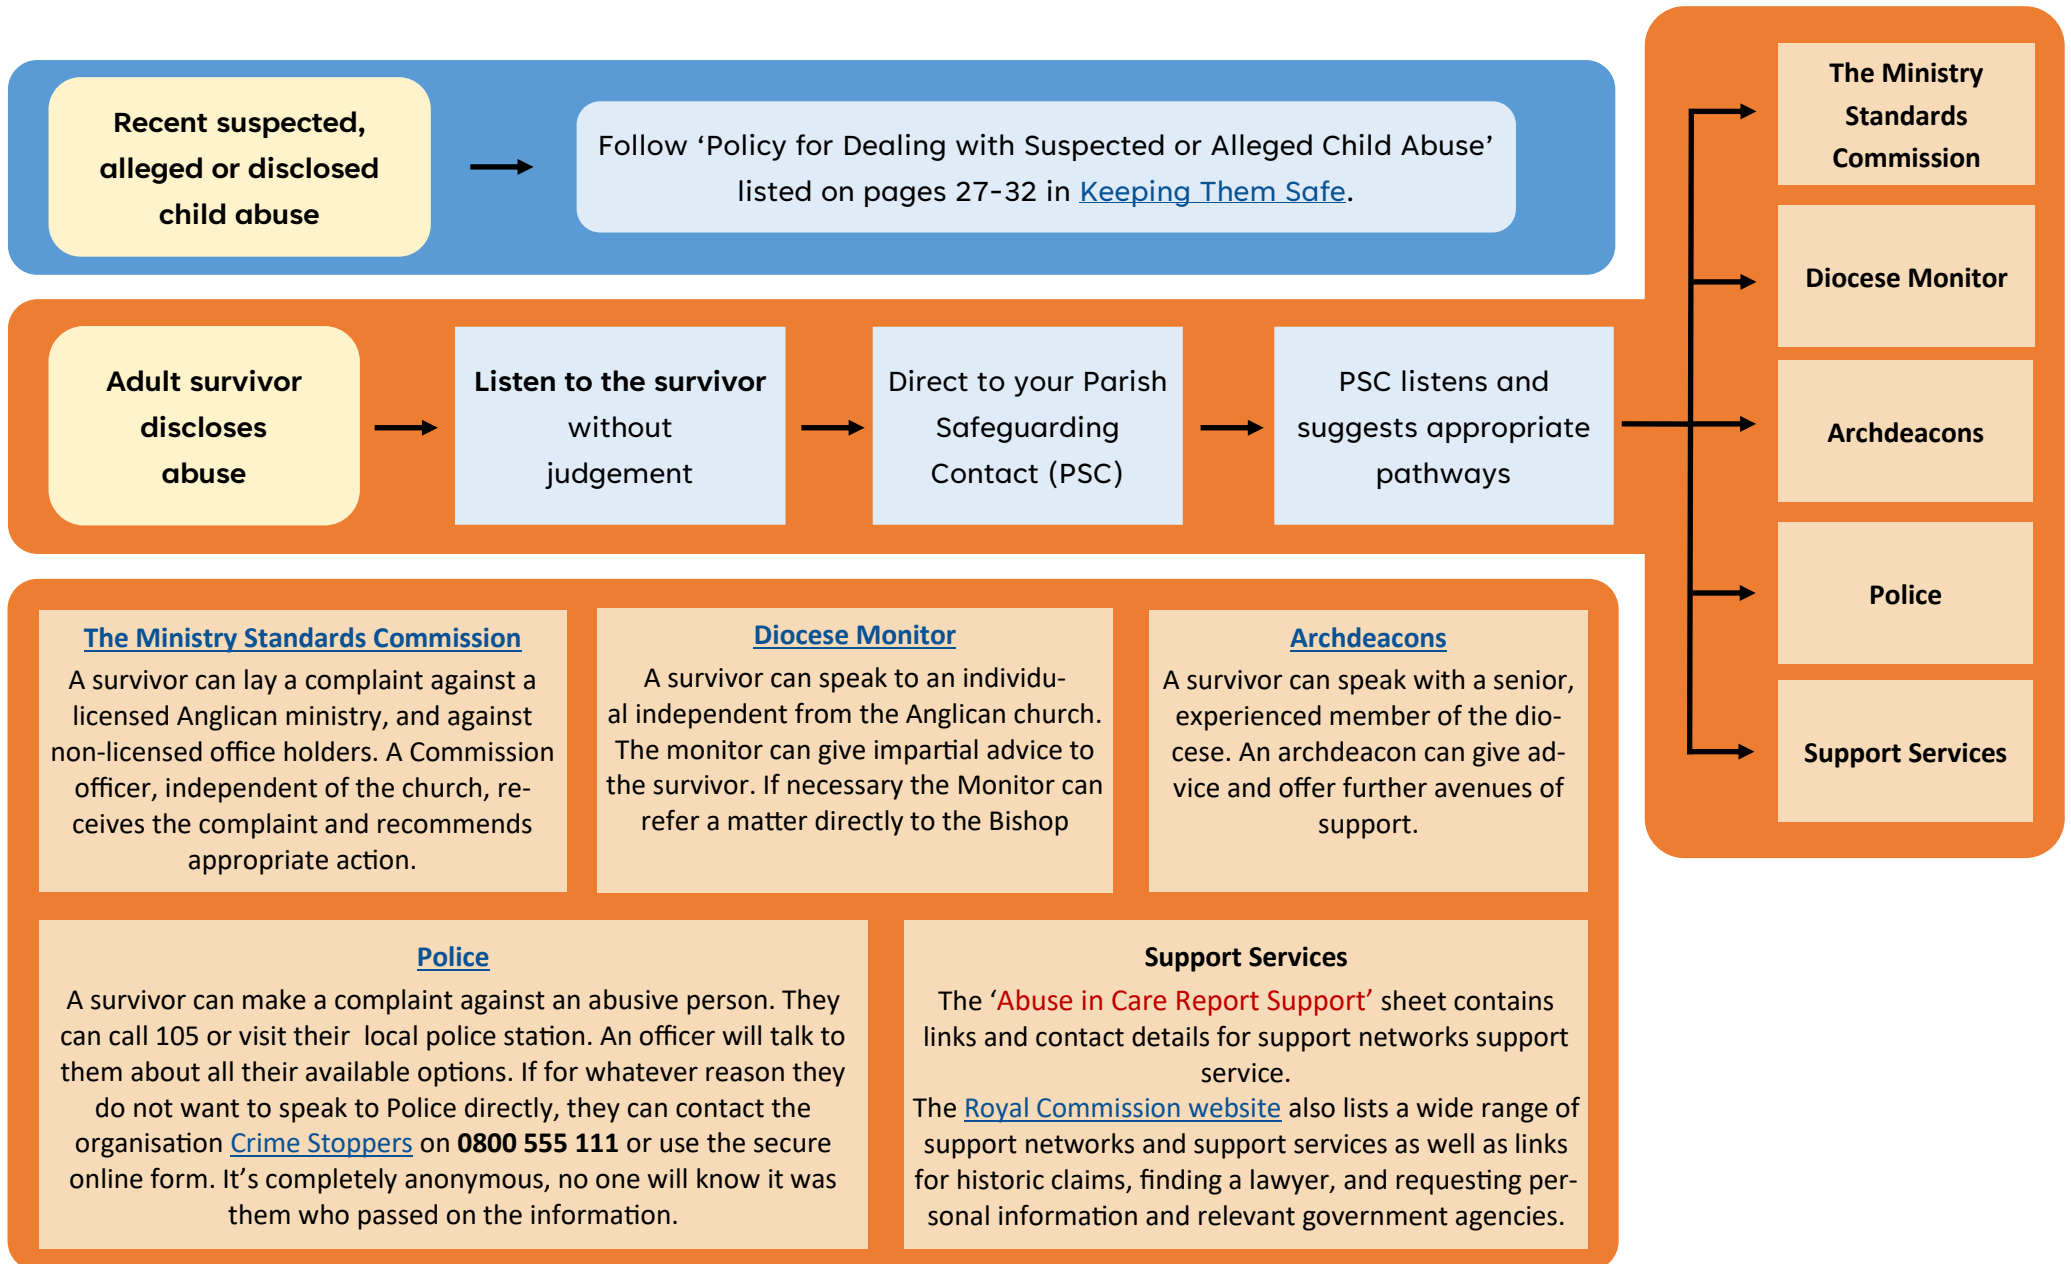 Recent suspected,
alleged or disclosed
child abuse
Follow ‘Policy for Dealing with Suspected or Alleged Child Abuse’
listed on pages 27-32 in Keeping Them Safe.
Adult survivor
discloses
abuse
Listen to the survivor
without
judgement
Direct to your Parish
Safeguarding
Contact (PSC)
PSC listens and
suggests appropriate
pathways
The Ministry
Standards
Commission
Diocese Monitor
Archdeacons
Police
Support Services
The Ministry Standards Commission
A survivor can lay a complaint against a
licensed Anglican ministry, and against
non-licensed office holders. A Commission
officer, independent of the church, re-
ceives the complaint and recommends
appropriate action.
Diocese Monitor
A survivor can speak to an individu-
al independent from the Anglican church.
The monitor can give impartial advice to
the survivor. If necessary the Monitor can
refer a matter directly to the Bishop
Archdeacons
A survivor can speak with a senior,
experienced member of the dio-
cese. An archdeacon can give ad-
vice and offer further avenues of
support.
Police
A survivor can make a complaint against an abusive person. They
can call 105 or visit their local police station. An officer will talk to
them about all their available options. If for whatever reason they
do not want to speak to Police directly, they can contact the
organisation Crime Stoppers on 0800 555 111 or use the secure
online form. It’s completely anonymous, no one will know it was
them who passed on the information.
Support Services
The ‘Abuse in Care Report Support’ sheet contains
links and contact details for support networks support
service.
The Royal Commission website also lists a wide range of
support networks and support services as well as links
for historic claims, finding a lawyer, and requesting per-
sonal information and relevant government agencies.